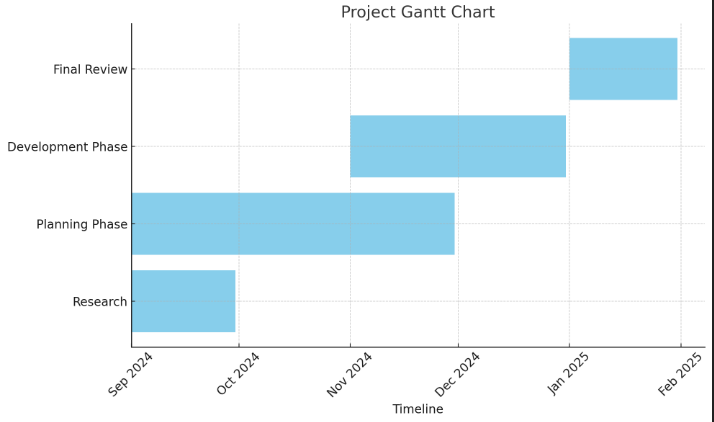 Project Gantt Chart
Final Review
Development Phase
Planning Phase
Research
Sep 2024
Oct 2024
Nov 2024
Dec 2024
Jan 2025
Feb 2025
Timeline